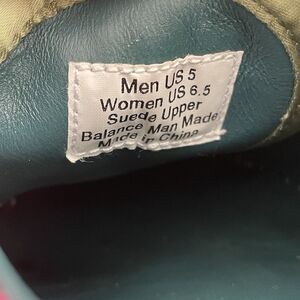 Men US 5
Women US 6.5
Suede Upper
Balance Man Made
Made in China